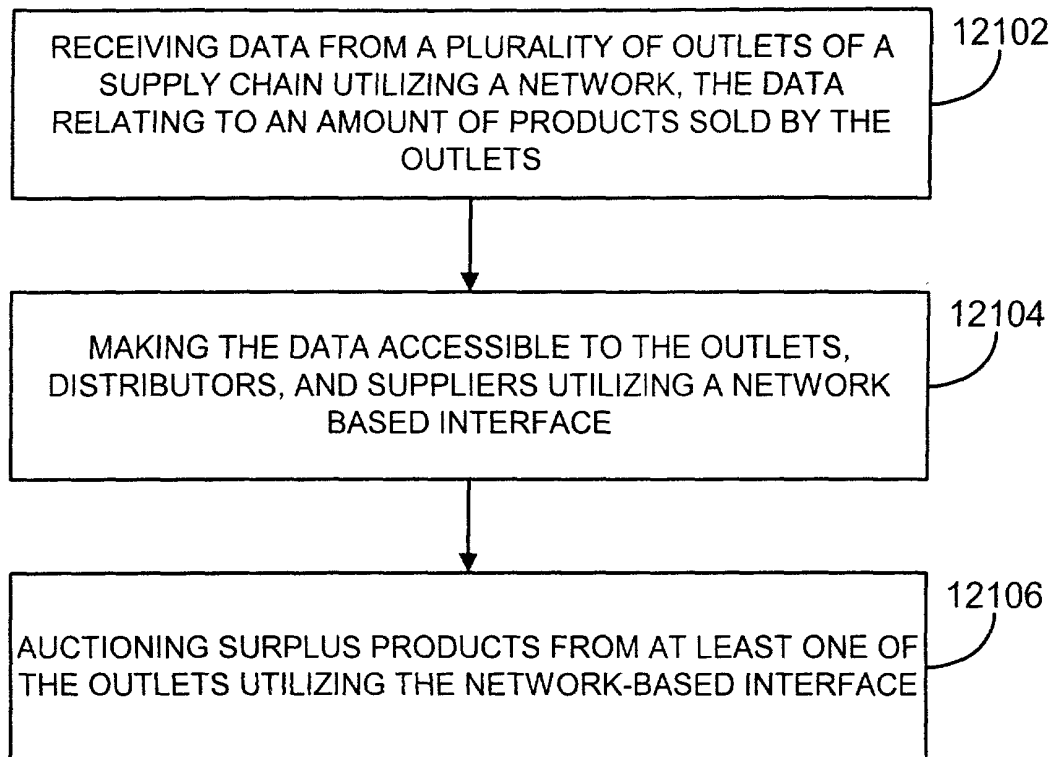 RECEIVING DATA FROM A PLURALITY OF OUTLETS OF A
SUPPLY CHAIN UTILIZING A NETWORK, THE DATA
RELATING TO AN AMOUNT OF PRODUCTS SOLD BY THE
OUTLETS
12102
MAKING THE DATA ACCESSIBLE TO THE OUTLETS,
DISTRIBUTORS, AND SUPPLIERS UTILIZING A NETWORK
BASED INTERFACE
12104
AUCTIONING SURPLUS PRODUCTS FROM AT LEAST ONE OF
THE OUTLETS UTILIZING THE NETWORK-BASED INTERFACE
12106